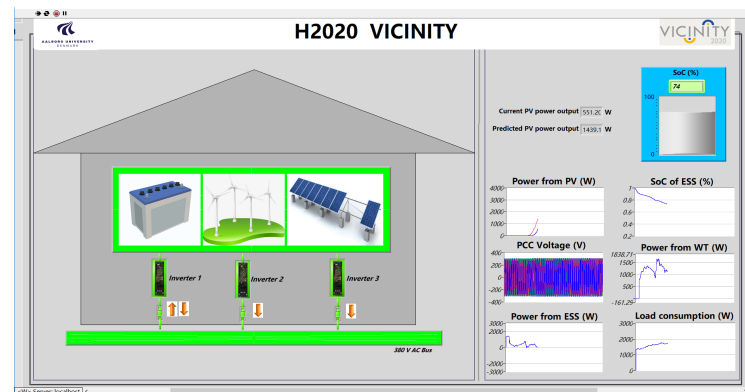 H2020 VICINITY
AALBORG UNIVERSITY
DENMARK
VICINITY
2020
SoC (%)
74
100
0
Current PV power output 551.20 W
Predicted PV power output 1439.1 W
Inverter 1
Inverter 2
Inverter 3
380 V AC Bus
Power from PV (W)
4000
3000
2000
1000
0
SoC of ESS (%)
1
0.8
0.6
0.4
0.2
PCC Voltage (V)
400
200
0
-200
-400
Power from WT (W)
1838.71
1500
1000
500
-161.29
Power from ESS (W)
3000
2000
0
-2000
-3000
Load consumption (W)
3000
2000
1000
0
Server: localhost